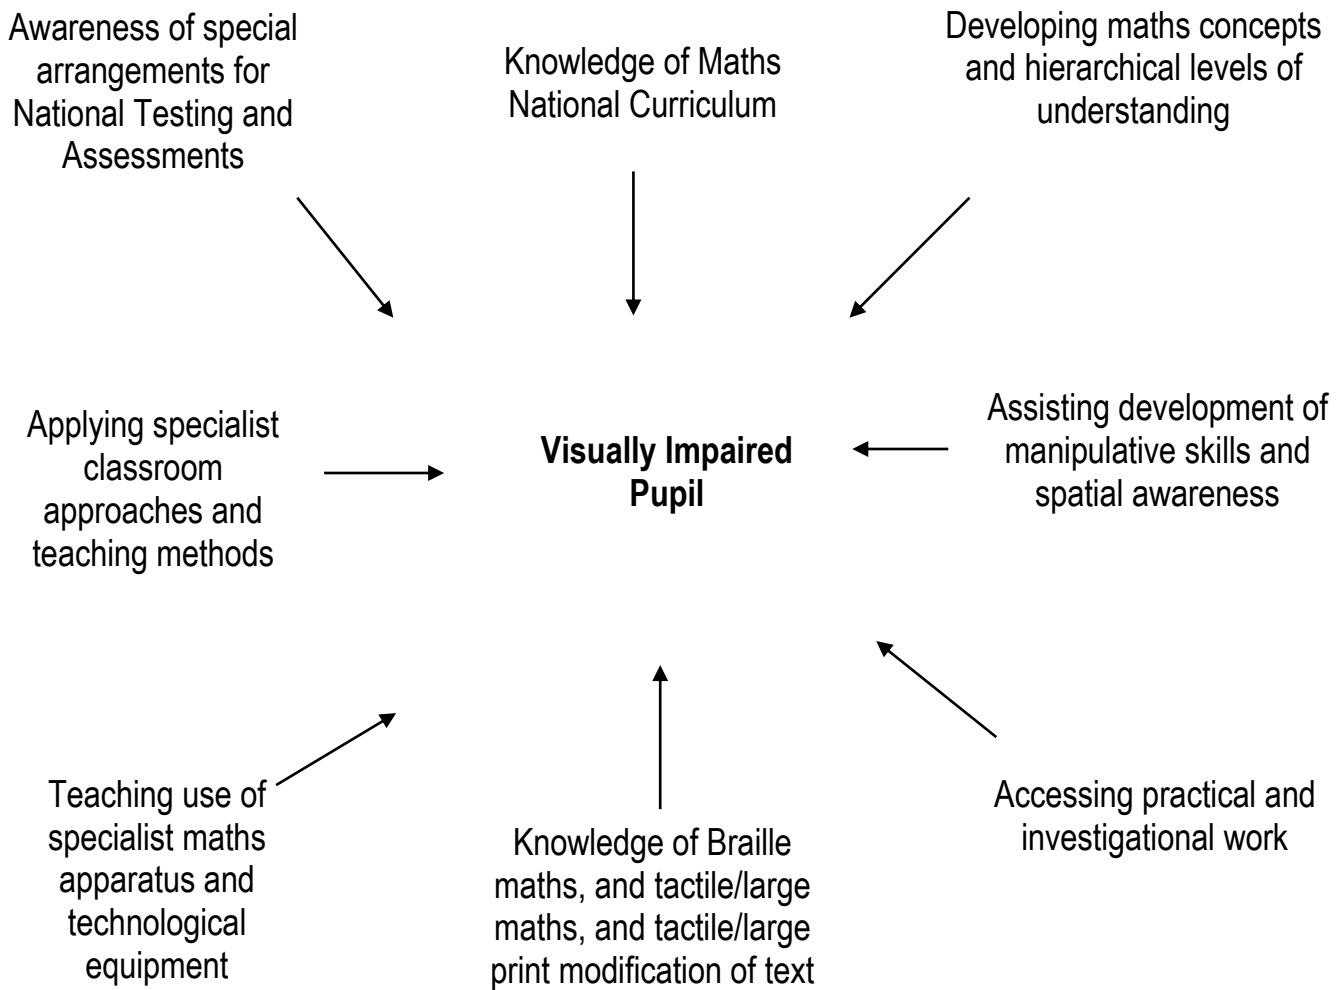 Awareness of special
arrangements for
National Testing and
Assessments
Knowledge of Maths
National Curriculum
Developing maths concepts
and hierarchical levels of
understanding
Applying specialist
classroom
approaches and
teaching methods
Visually Impaired
Pupil
Assisting development of
manipulative skills and
spatial awareness
Teaching use of
specialist maths
apparatus and
technological
equipment
Knowledge of Braille
maths, and tactile/large
maths, and tactile/large
print modification of text
Accessing practical and
investigational work